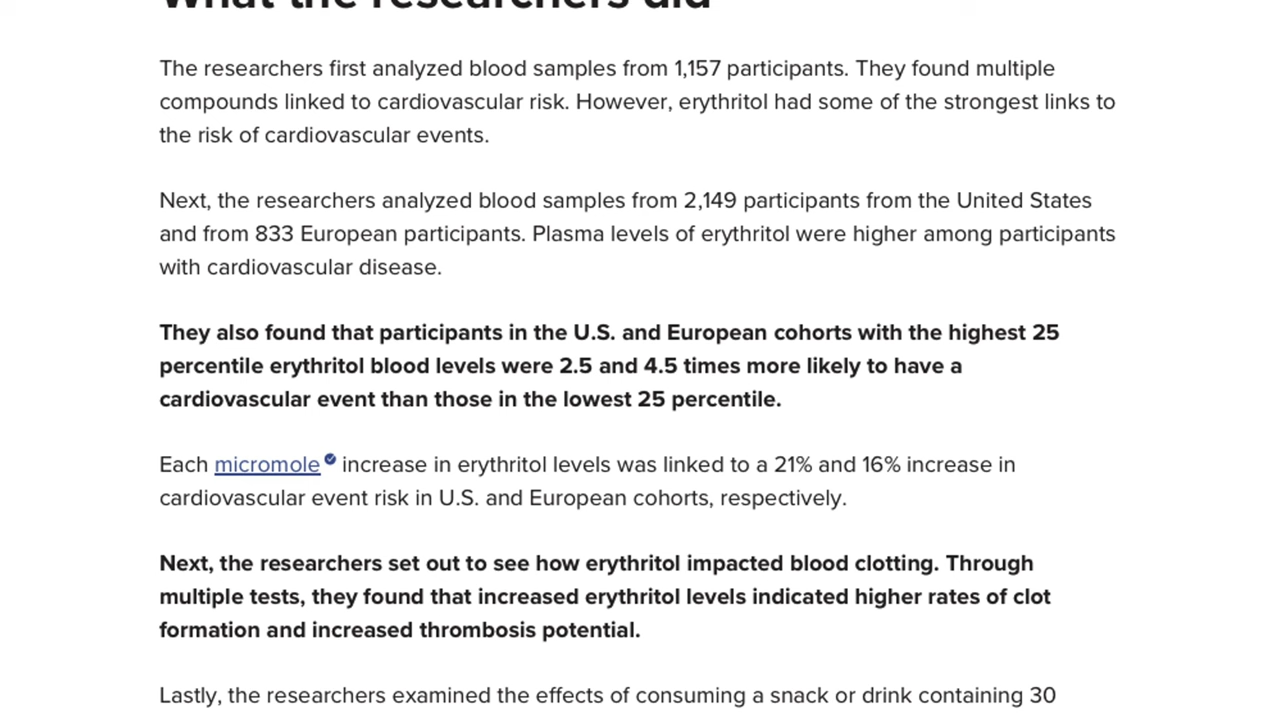 What the researchers did
The researchers first analyzed blood samples from 1,157 participants. They found multiple
compounds linked to cardiovascular risk. However, erythritol had some of the strongest links to
the risk of cardiovascular events.
Next, the researchers analyzed blood samples from 2,149 participants from the United States
and from 833 European participants. Plasma levels of erythritol were higher among participants
with cardiovascular disease.
They also found that participants in the U.S. and European cohorts with the highest 25
percentile erythritol blood levels were 2.5 and 4.5 times more likely to have a
cardiovascular event than those in the lowest 25 percentile.
Each micromole increase in erythritol levels was linked to a 21% and 16% increase in
cardiovascular event risk in U.S. and European cohorts, respectively.
Next, the researchers set out to see how erythritol impacted blood clotting. Through
multiple tests, they found that increased erythritol levels indicated higher rates of clot
formation and increased thrombosis potential.
Lastly, the researchers examined the effects of consuming a snack or drink containing 30